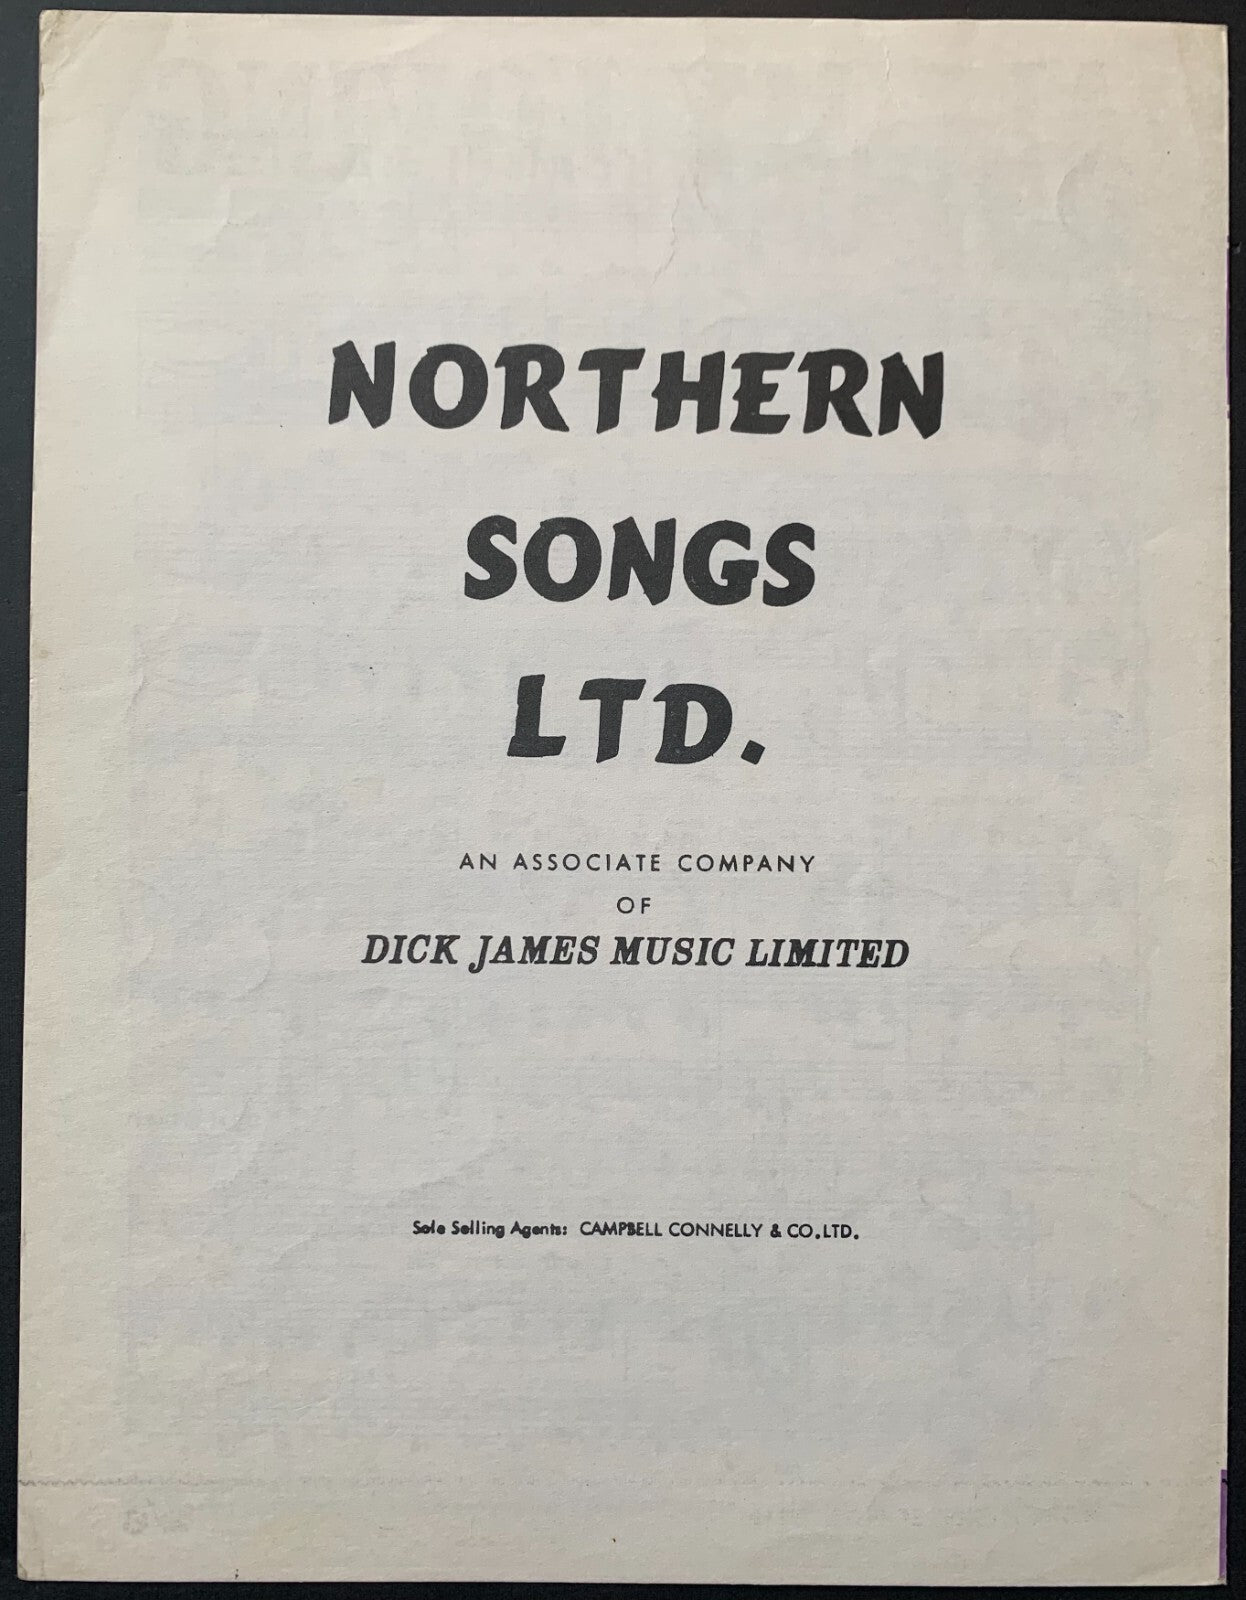 NORTHERN
SONGS
LTD.
AN ASSOCIATE COMPANY
OF
DICK JAMES MUSIC LIMITED
Sole Selling Agents: CAMPBELL CONNELLY & CO.LTD.